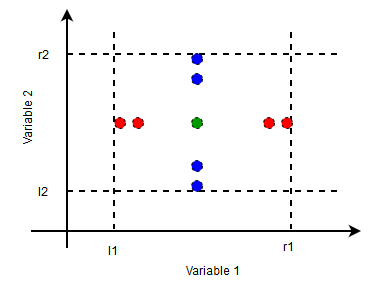 r2
Variable 2
l2
l1
r1
Variable 1